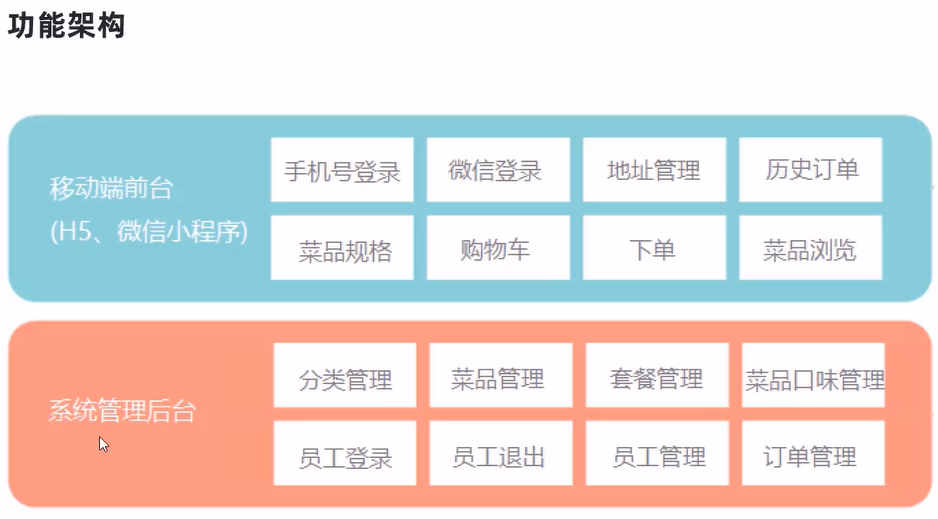 功能架构
手机号登录 微信登录 地址管理 历史订单
移动端前台
(H5、微信小程序)
菜品规格 购物车 下单 菜品浏览
分类管理 菜品管理 套餐管理 菜品口味管理
系统管理后台
员工登录 员工退出 员工管理 订单管理